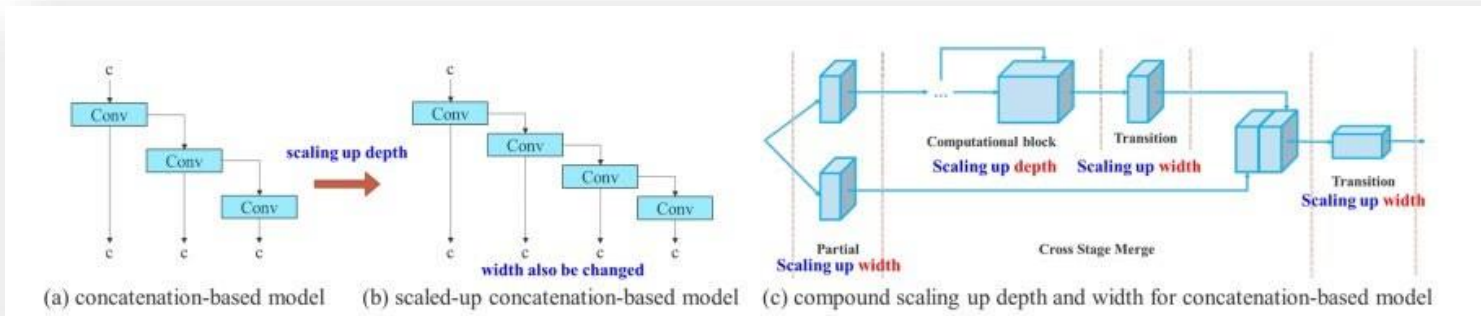 c
Conv
Conv
Conv
c
c
c
scaling up depth
c
Conv
Conv
Conv
Conv
c
c
c
c
width also be changed
...
Computational block
Scaling up depth
Transition
Scaling up width
Transition
Scaling up width
Partial
Scaling up width
Cross Stage Merge
(a) concatenation-based model
(b) scaled-up concatenation-based model
(c) compound scaling up depth and width for concatenation-based model